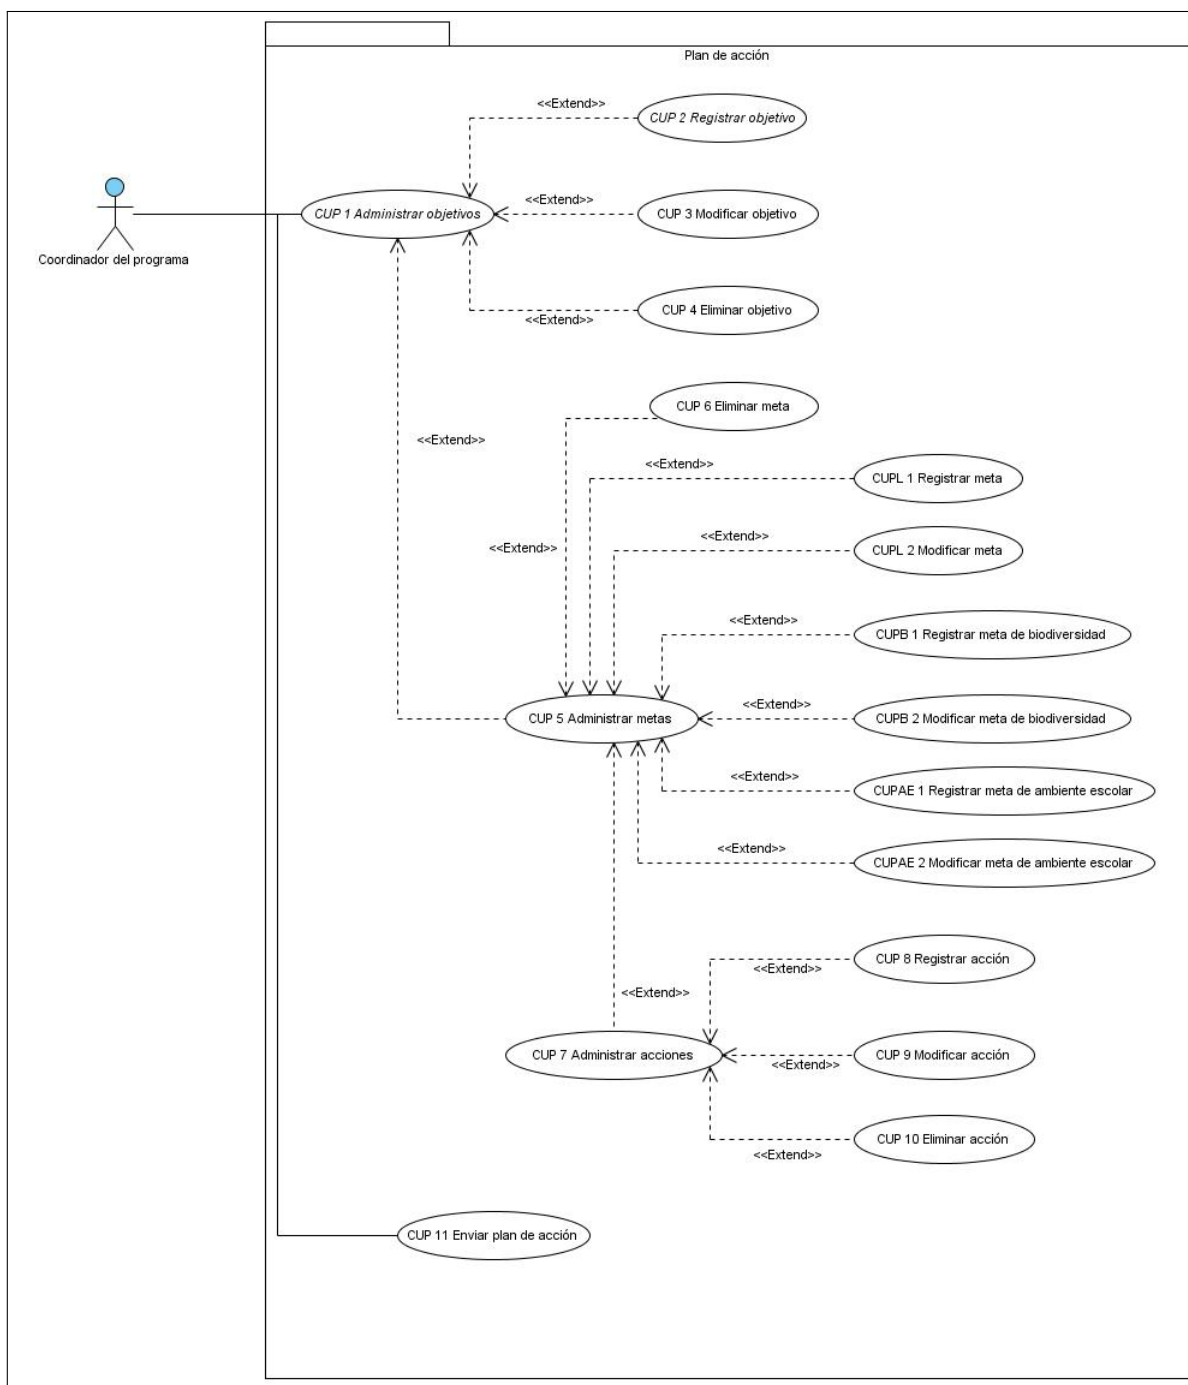 Plan de acción
<<Extend>>
CUP 2 Registrar objetivo
<<Extend>>
CUP 1 Administrar objetivos
CUP 3 Modificar objetivo
Coordinador del programa
CUP 4 Eliminar objetivo
<<Extend>>
CUP 6 Eliminar meta
<<Extend>>
<<Extend>>
CUPL 1 Registrar meta
<<Extend>>
<<Extend>>
CUPL 2 Modificar meta
<<Extend>>
CUPB 1 Registrar meta de biodiversidad
<<Extend>>
CUP 5 Administrar metas
CUPB 2 Modificar meta de biodiversidad
<<Extend>>
CUPAE 1 Registrar meta de ambiente escolar
<<Extend>>
CUPAE 2 Modificar meta de ambiente escolar
CUP 8 Registrar acción
<<Extend>>
<<Extend>>
CUP 7 Administrar acciones
CUP 9 Modificar acción
<<Extend>>
CUP 10 Eliminar acción
<<Extend>>
CUP 11 Enviar plan de acción